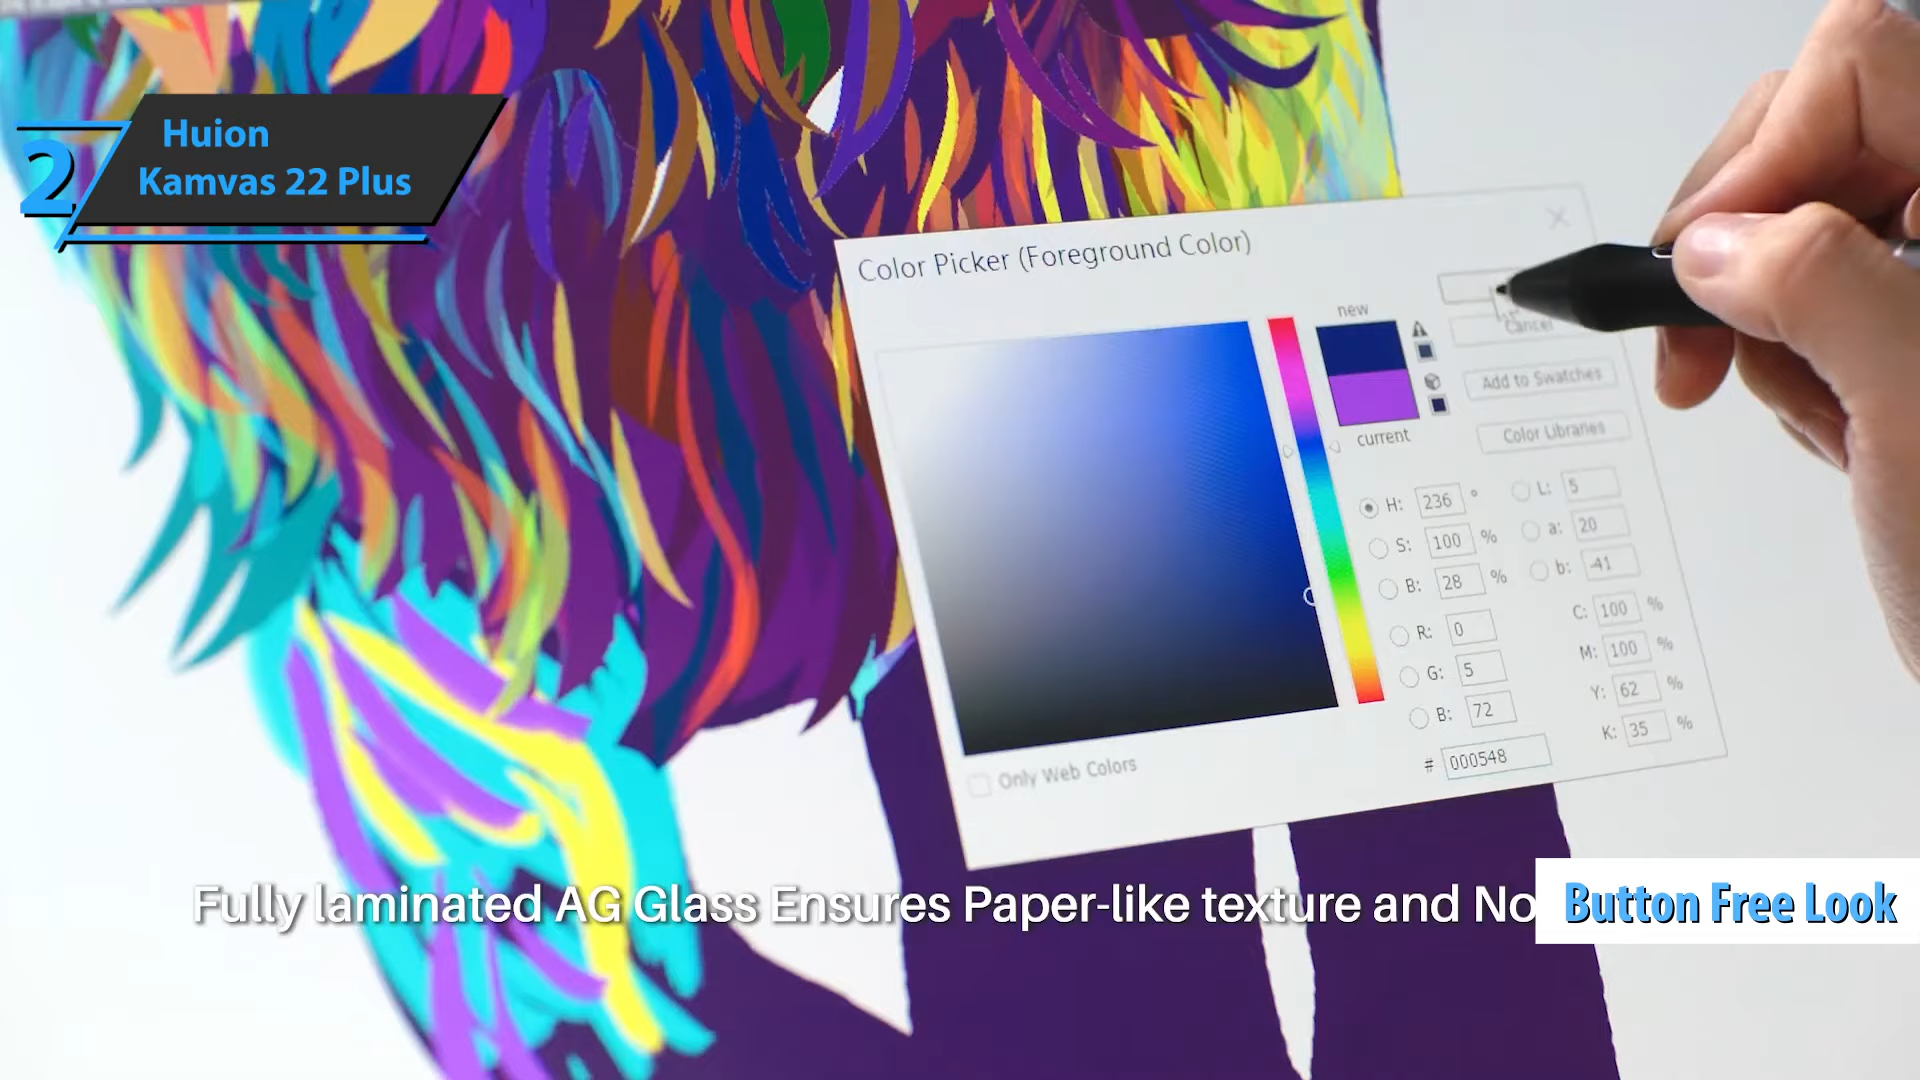 2
Huion
Kamvas 22 Plus
Color Picker (Foreground Color)
new
current
Cancel
Add to Swatches
Color Libraries
H: 236 °
S: 100 %
B: 28 %
R: 0
G: 5
B: 72
# 000548
L: 5
a: 20
b: -41
C: 100 %
M: 100 %
Y: 62 %
K: 35 %
Only Web Colors
Fully laminated AG Glass Ensures Paper-like texture and No
Button Free Look